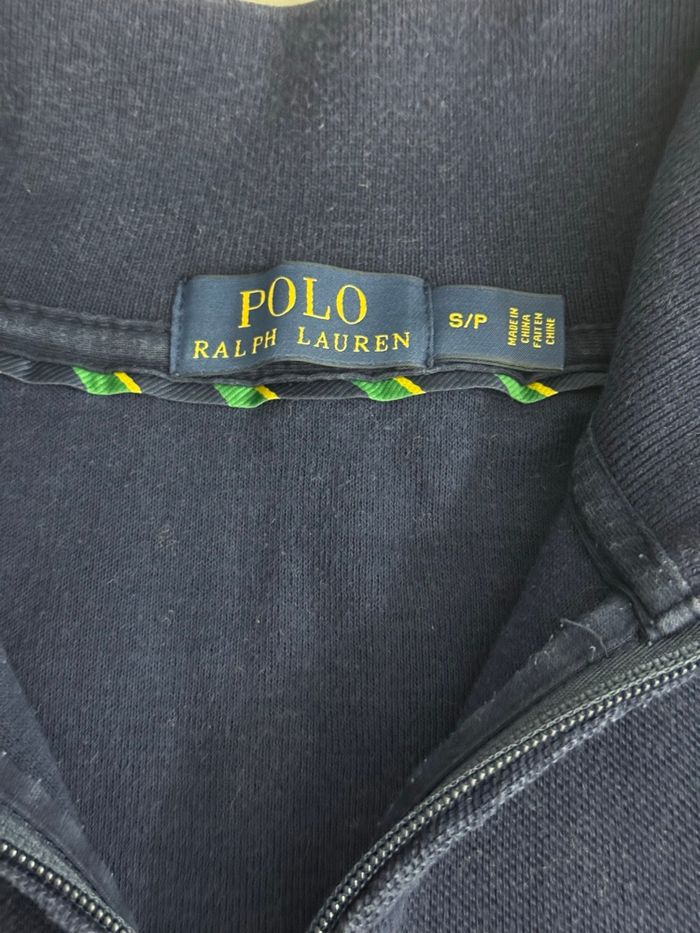 POLO
RALPH LAUREN
S/P
MADE IN
CHINA
FAIT EN
CHINE